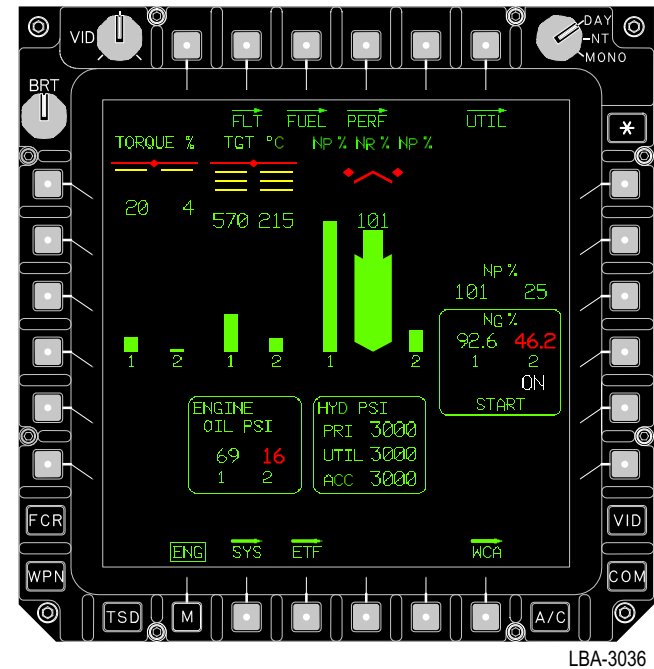 VID
DAY
NT
MONO
BRT
FLT FUEL PERF UTIL
*
TORQUE % TGT °C NP % NR % NP %
20 4 570 215 101
NP %
101 25
NG %
92.6 46.2
1 2 1 2 1 2 1 2
ON
START
ENGINE
OIL PSI
69 16
1 2
HYD PSI
PRI 3000
UTIL 3000
ACC 3000
FCR
VID
ENG SYS ETF WCA
WPN
COM
TSD M A/C
LBA-3036